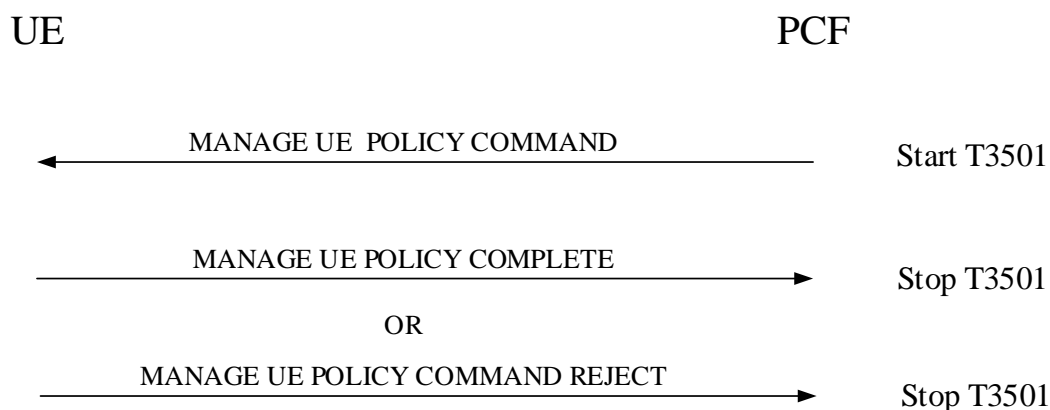 UE PCF
MANAGE UE POLICY COMMAND Start T3501
MANAGE UE POLICY COMPLETE Stop T3501
OR
MANAGE UE POLICY COMMAND REJECT Stop T3501